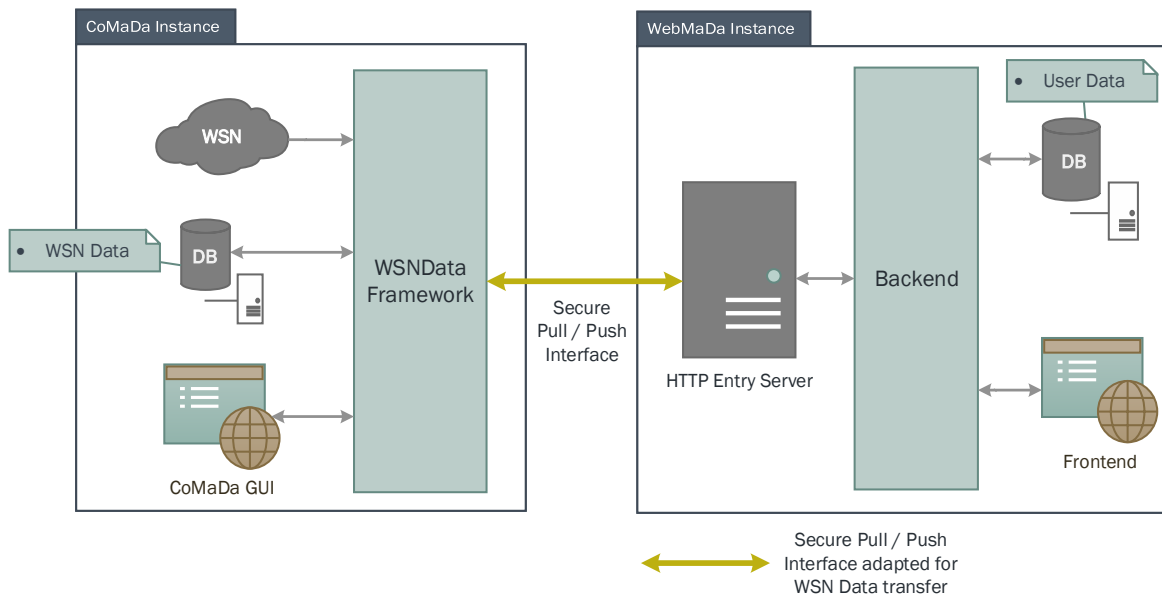 CoMaDa Instance
WSN
• WSN Data
DB
CoMaDa GUI
WSNData
Framework
Secure
Pull / Push
Interface
WebMaDa Instance
HTTP Entry Server
Backend
• User Data
DB
Frontend
Secure Pull / Push
Interface adapted for
WSN Data transfer